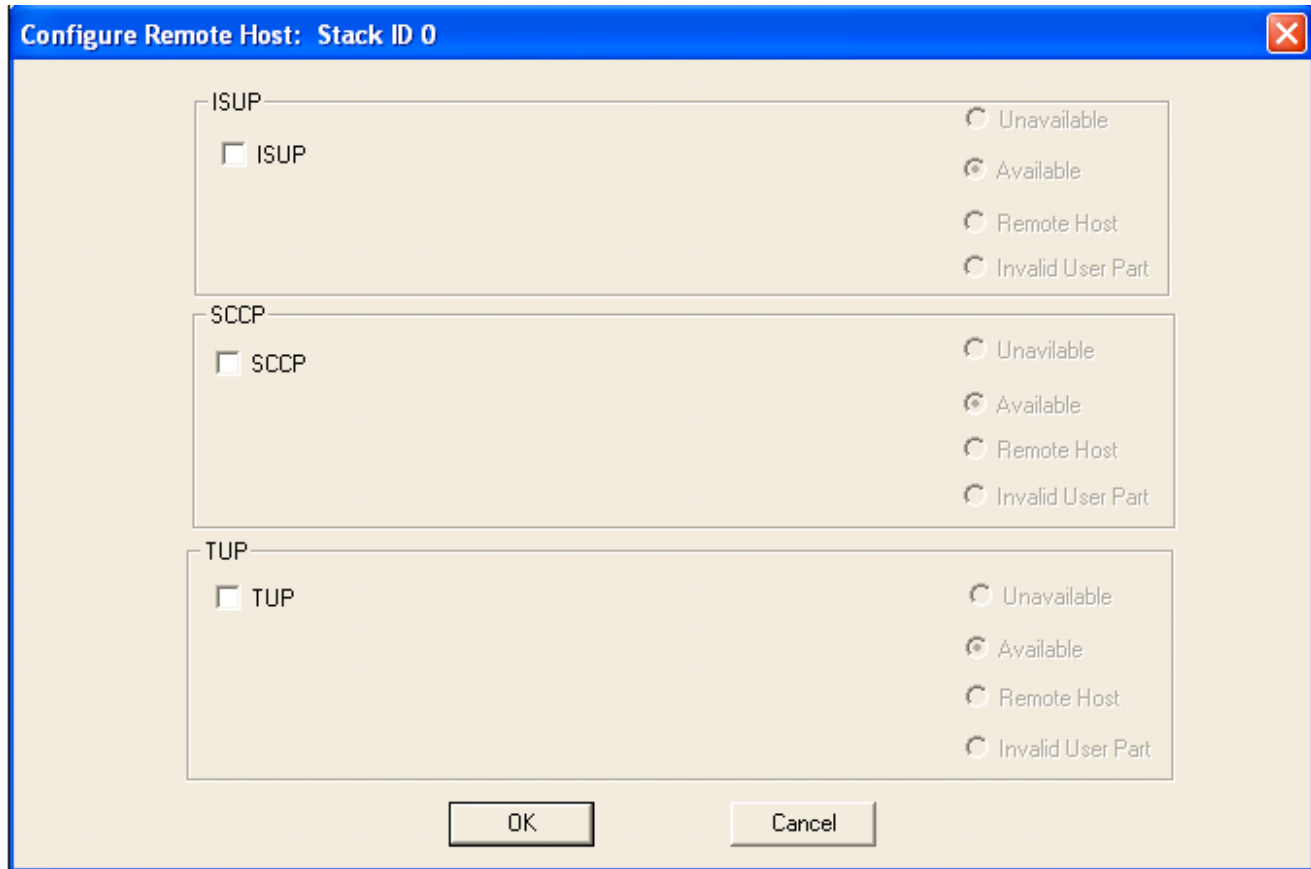 Configure Remote Host: Stack ID 0
ISUP
ISUP
Unavailable
Available
Remote Host
Invalid User Part
SCCP
SCCP
Unavilable
Available
Remote Host
Invalid User Part
TUP
TUP
Unavailable
Available
Remote Host
Invalid User Part
OK
Cancel